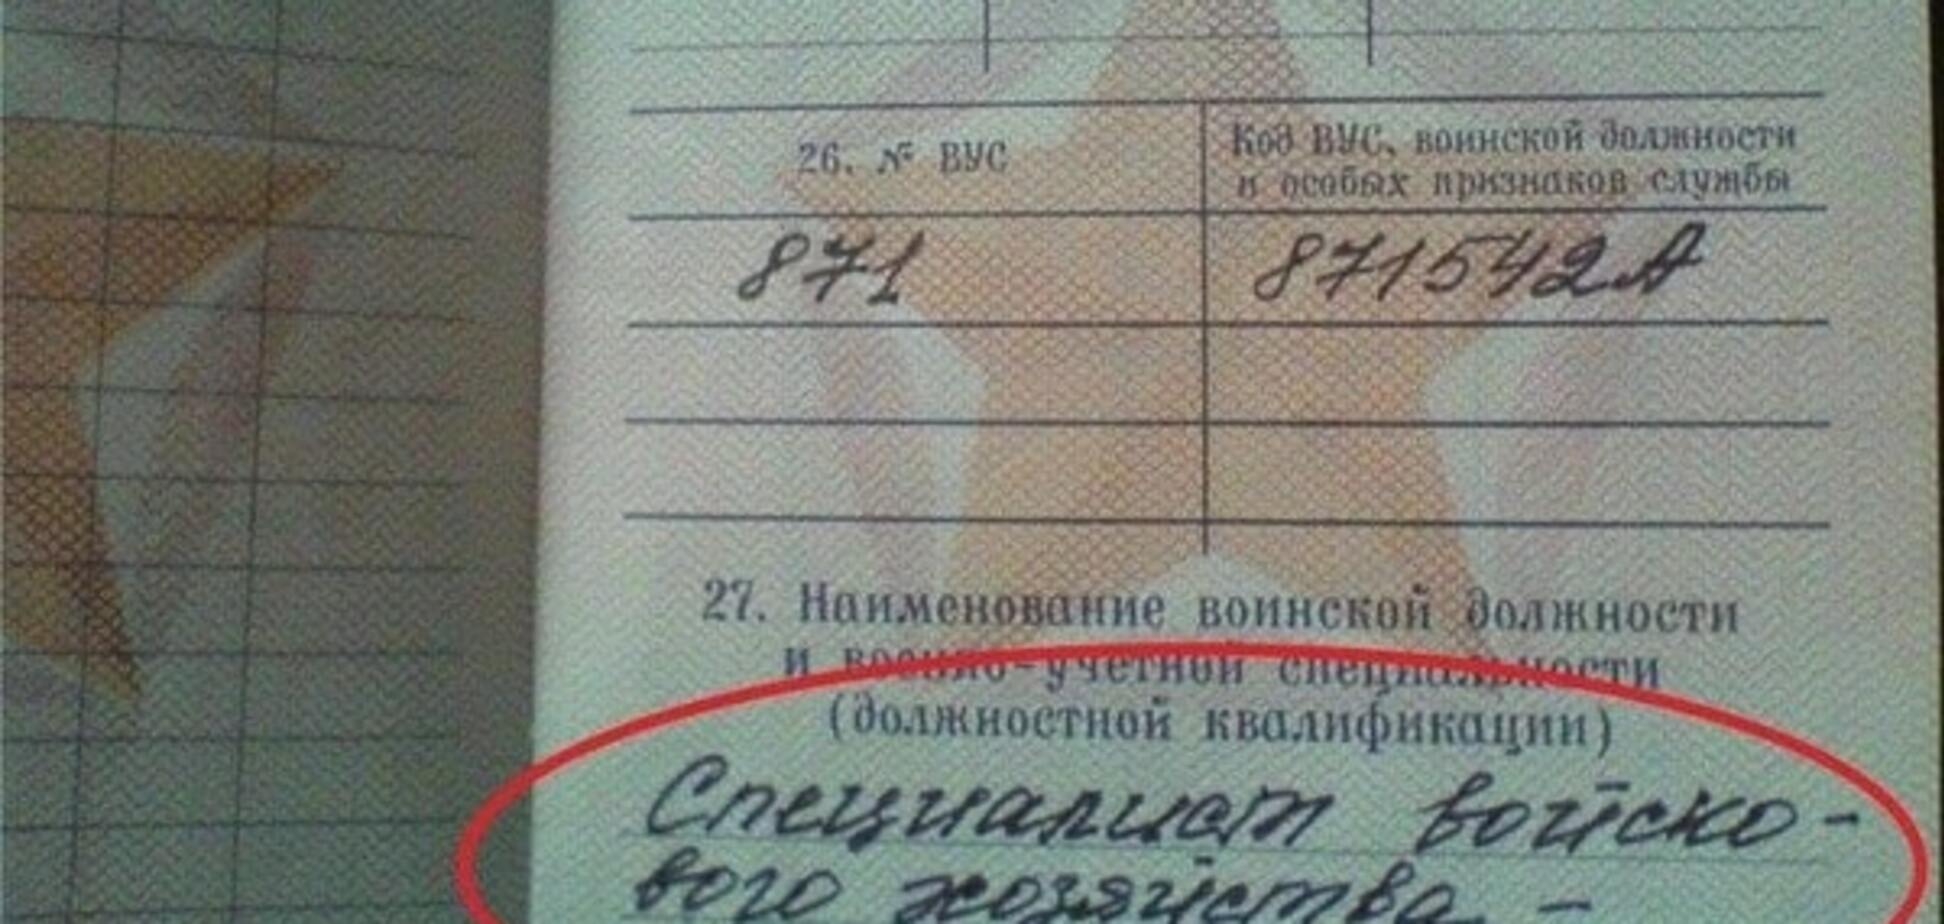 26. № ВУС
Код ВУС, воинской должности
и особых признаков службы
871
871542А
27. Наименование воинской должности
и военно-учетной специальности
(должностной квалификации)
Специалист войско-
вого хозяйства -